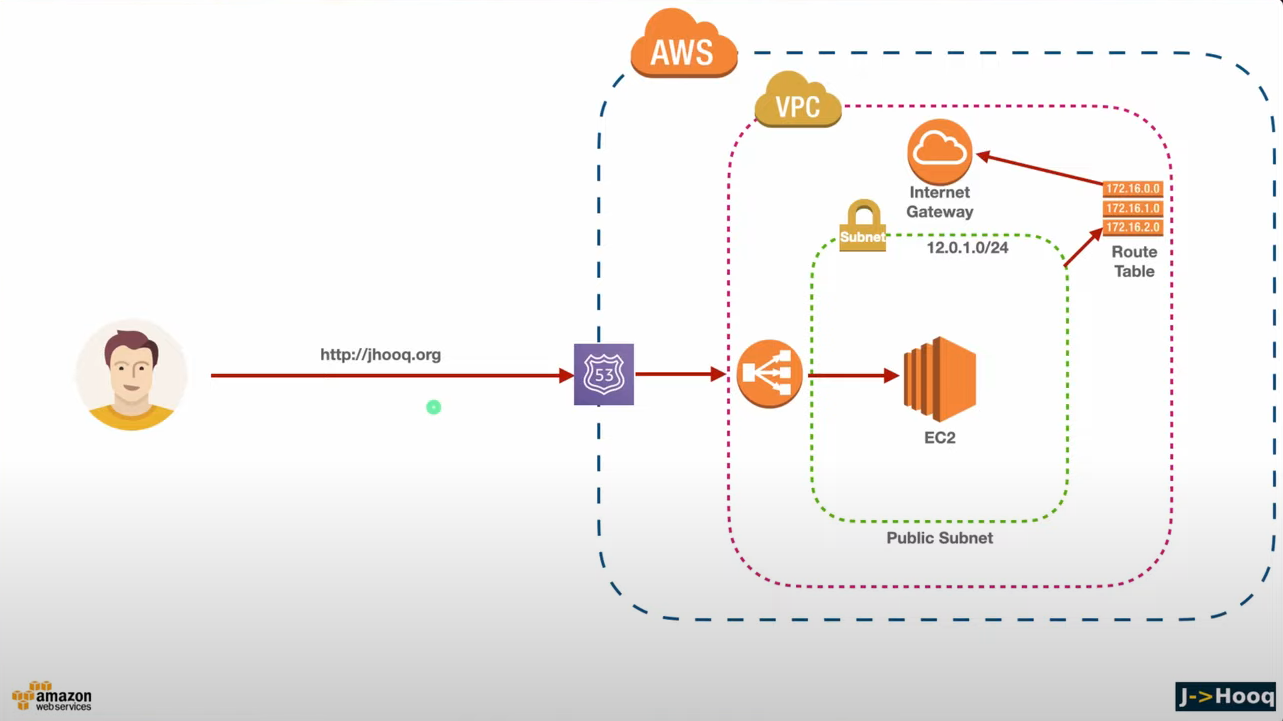 AWS
VPC
Internet
Gateway
172.16.0.0
172.16.1.0
172.16.2.0
Route
Table
Subnet
12.0.1.0/24
http://jhooq.org
53
EC2
Public Subnet
amazon
web services
J->Hooq